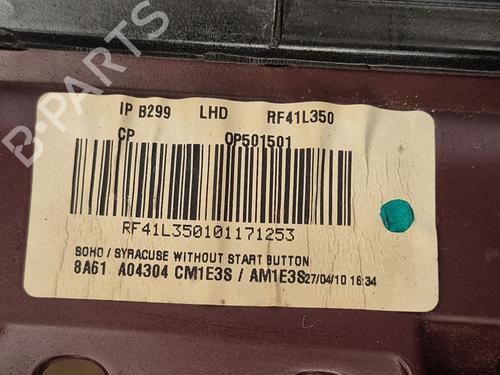 IP B299 LHD RF41L350
CP OP501501
RF41L350101171253
SOHO / SYRACUSE WITHOUT START BUTTON
8A61 A04304 CM1E3S / AM1E3S 27/04/10 16:34
B-PARTS